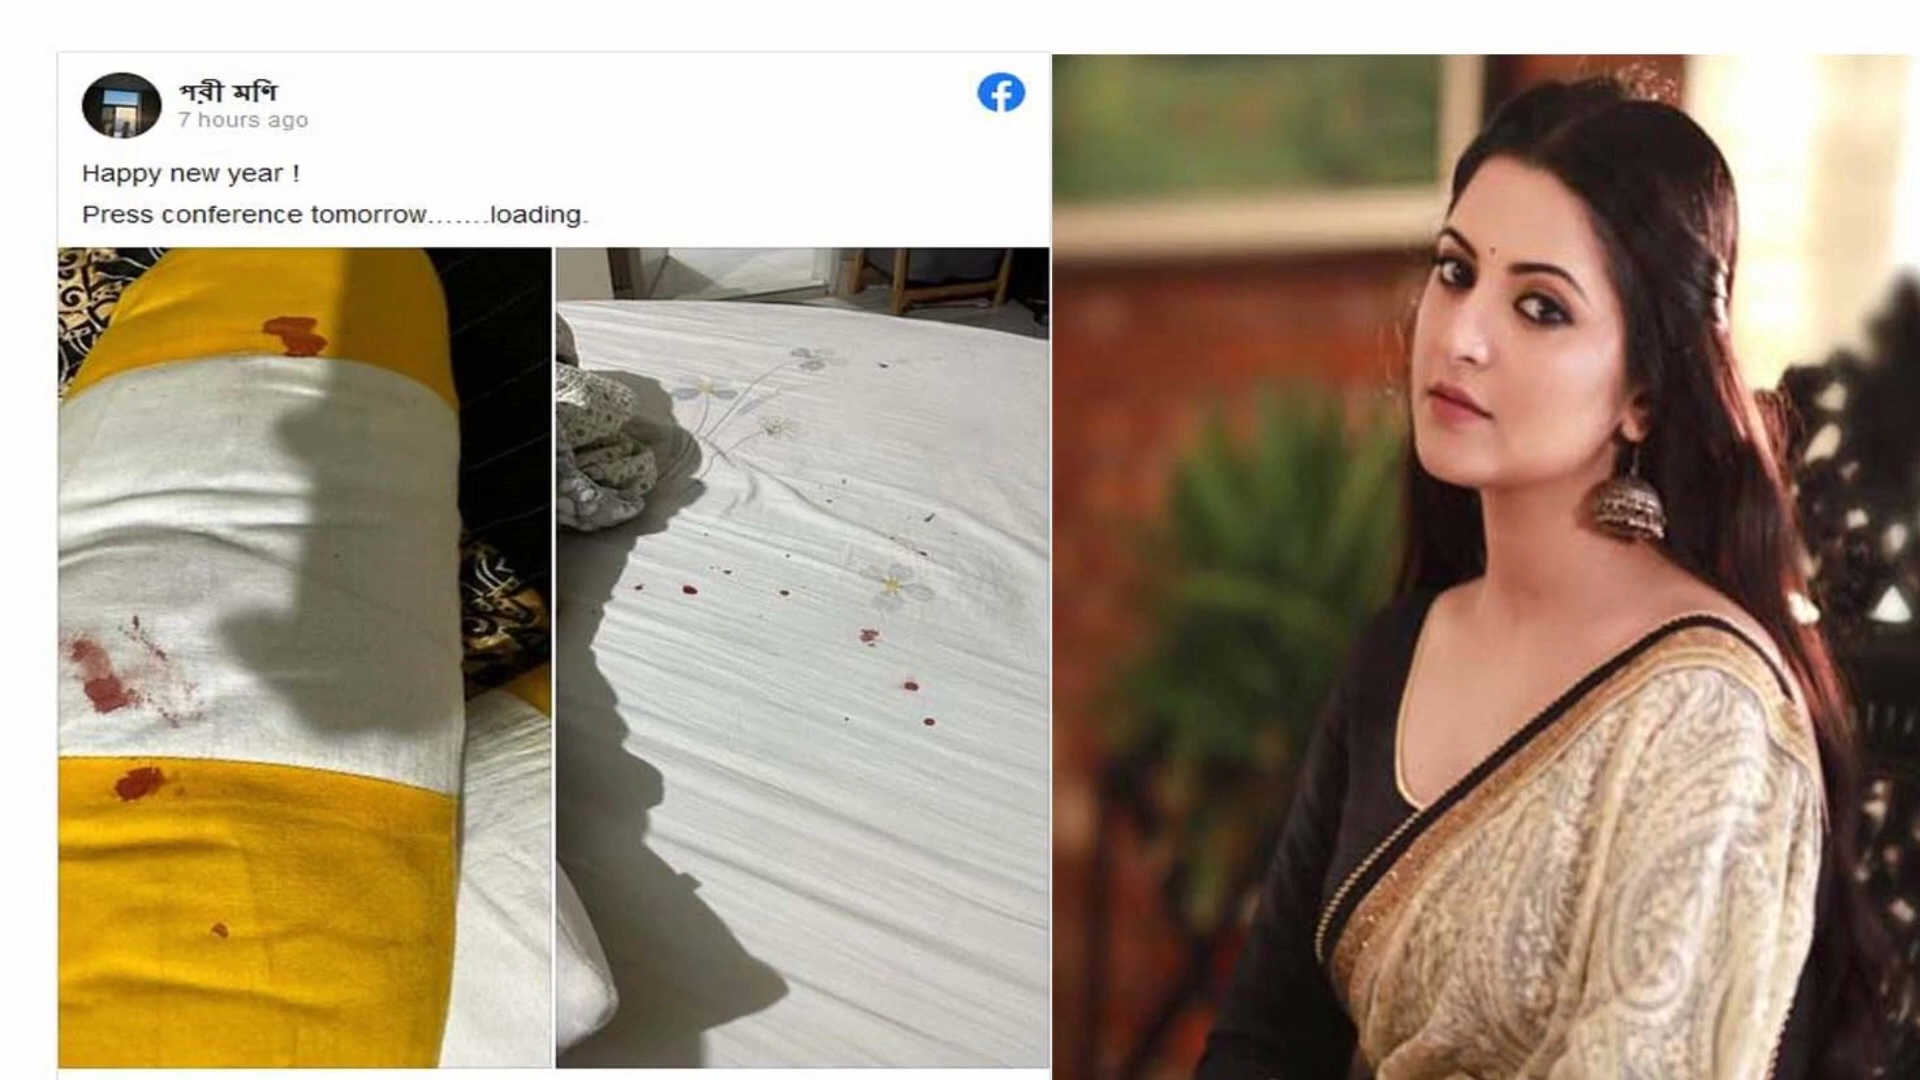 পরী মণি
7 hours ago
Happy new year !
Press conference tomorrow.......loading.